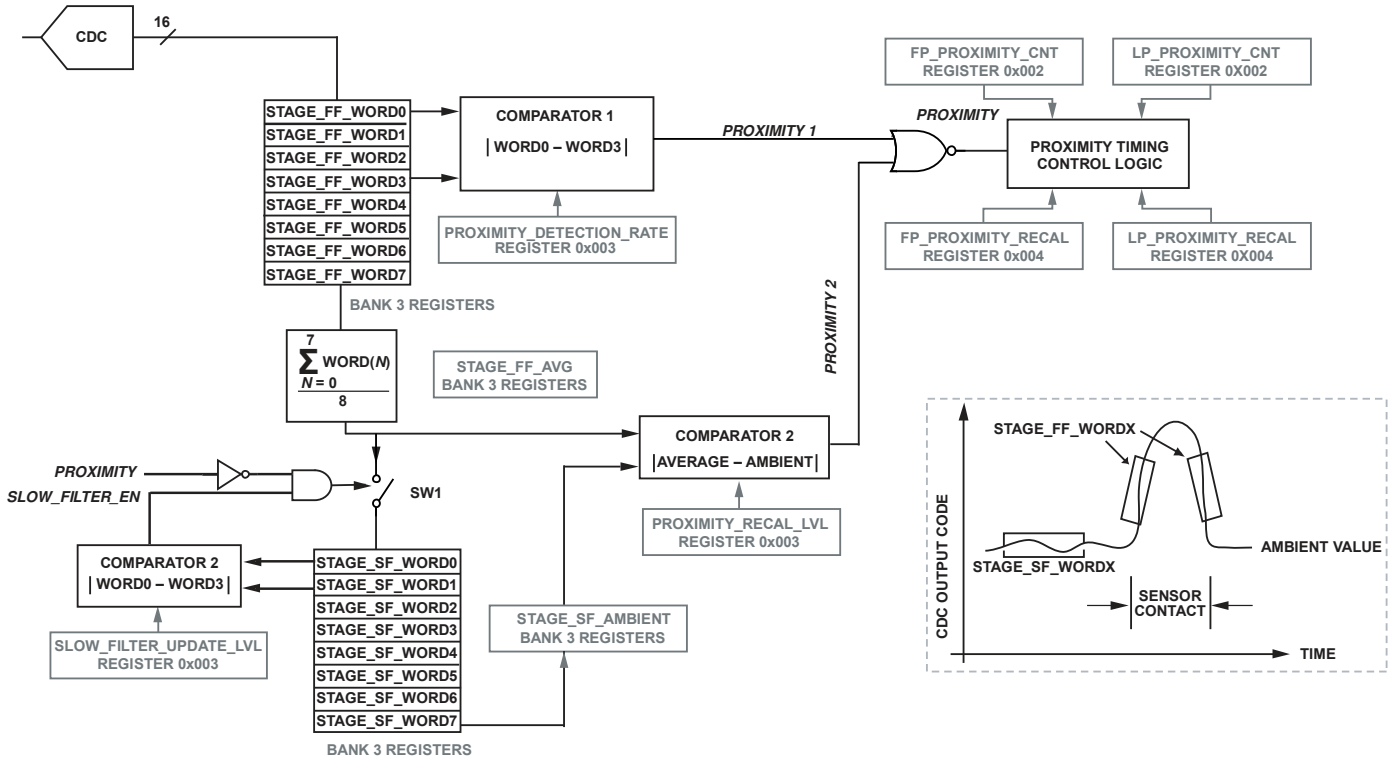 CDC
16
STAGE_FF_WORD0
STAGE_FF_WORD1
STAGE_FF_WORD2
STAGE_FF_WORD3
STAGE_FF_WORD4
STAGE_FF_WORD5
STAGE_FF_WORD6
STAGE_FF_WORD7
BANK 3 REGISTERS
COMPARATOR 1
|WORD0 – WORD3|
PROXIMITY_DETECTION_RATE
REGISTER 0x003
PROXIMITY 1
FP_PROXIMITY_CNT
REGISTER 0x002
LP_PROXIMITY_CNT
REGISTER 0X002
PROXIMITY
PROXIMITY TIMING
CONTROL LOGIC
FP_PROXIMITY_RECAL
REGISTER 0x004
LP_PROXIMITY_RECAL
REGISTER 0X004
PROXIMITY 2
7
Σ WORD(N)
N = 0
8
STAGE_FF_AVG
BANK 3 REGISTERS
COMPARATOR 2
|AVERAGE – AMBIENT|
PROXIMITY_RECAL_LVL
REGISTER 0x003
PROXIMITY
SLOW_FILTER_EN
SW1
COMPARATOR 2
|WORD0 – WORD3|
SLOW_FILTER_UPDATE_LVL
REGISTER 0x003
STAGE_SF_WORD0
STAGE_SF_WORD1
STAGE_SF_WORD2
STAGE_SF_WORD3
STAGE_SF_WORD4
STAGE_SF_WORD5
STAGE_SF_WORD6
STAGE_SF_WORD7
BANK 3 REGISTERS
STAGE_SF_AMBIENT
BANK 3 REGISTERS
CDC OUTPUT CODE
STAGE_FF_WORDX
STAGE_SF_WORDX
AMBIENT VALUE
SENSOR
CONTACT
TIME